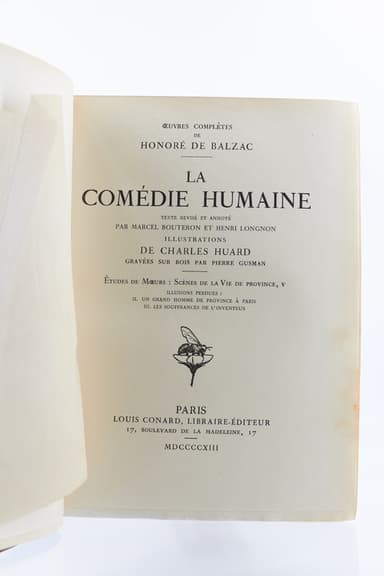 ŒUVRES COMPLÈTES
DE
HONORÉ DE BALZAC
LA
COMÉDIE HUMAINE
TEXTE REVISÉ ET ANNOTÉ
PAR MARCEL BOUTERON ET HENRI LONGNON
ILLUSTRATIONS
DE CHARLES HUARD
GRAVÉES SUR BOIS PAR PIERRE GUSMAN
ÉTUDES DE MŒURS : SCÈNES DE LA VIE DE PROVINCE, V
ILLUSIONS PERDUES :
II. UN GRAND HOMME DE PROVINCE À PARIS
III. LES SOUFFRANCES DE L'INVENTEUR
PARIS
LOUIS CONARD, LIBRAIRE-ÉDITEUR
17, BOULEVARD DE LA MADELEINE, 17
MDCCCCXIII